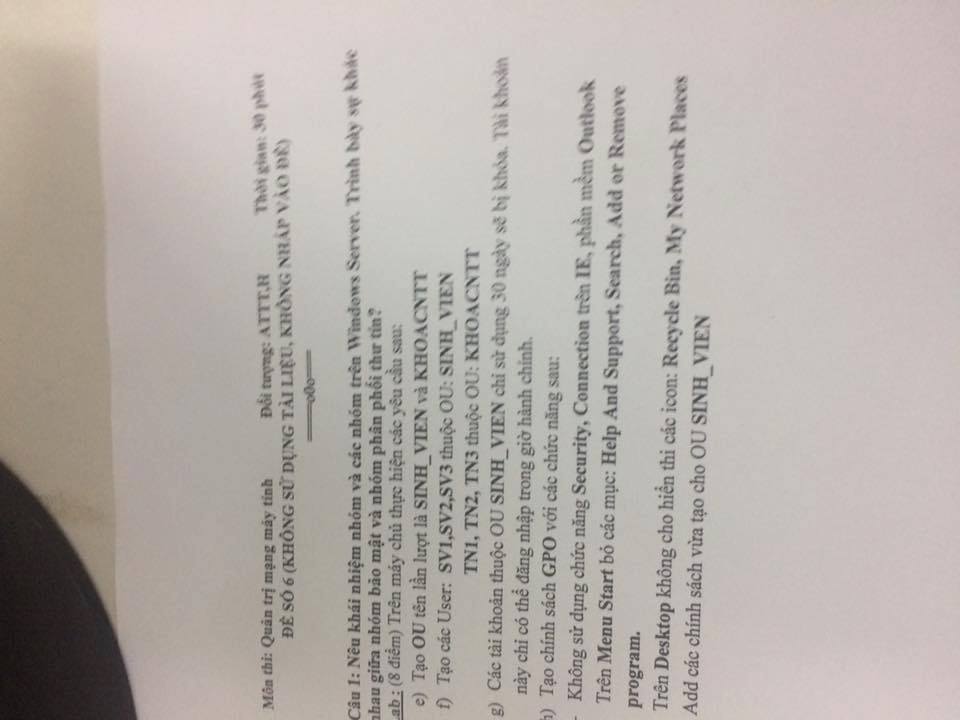 Môn thi: Quản trị mạng máy tính Đối tượng: ATTT,H Thời gian: 30 phút
ĐỀ SỐ 6 (KHÔNG SỬ DỤNG TÀI LIỆU, KHÔNG NHÁP VÀO ĐỀ)
═══o0o═══
Câu 1: Nêu khái niệm nhóm và các nhóm trên Windows Server. Trình bày sự khác
nhau giữa nhóm bảo mật và nhóm phân phối thư tín?
Lab : (8 điểm) Trên máy chủ thực hiện các yêu cầu sau:
e) Tạo OU tên lần lượt là SINH_VIEN và KHOACNTT
f) Tạo các User: SV1,SV2,SV3 thuộc OU: SINH_VIEN
TN1, TN2, TN3 thuộc OU: KHOACNTT
g) Các tài khoản thuộc OU SINH_VIEN chỉ sử dụng 30 ngày sẽ bị khóa. Tài khoản
này chỉ có thể đăng nhập trong giờ hành chính.
h) Tạo chính sách GPO với các chức năng sau:
- Không sử dụng chức năng Security, Connection trên IE, phần mềm Outlook
Trên Menu Start bỏ các mục: Help And Support, Search, Add or Remove
program.
Trên Desktop không cho hiển thi các icon: Recycle Bin, My Network Places
Add các chính sách vừa tạo cho OU SINH_VIEN